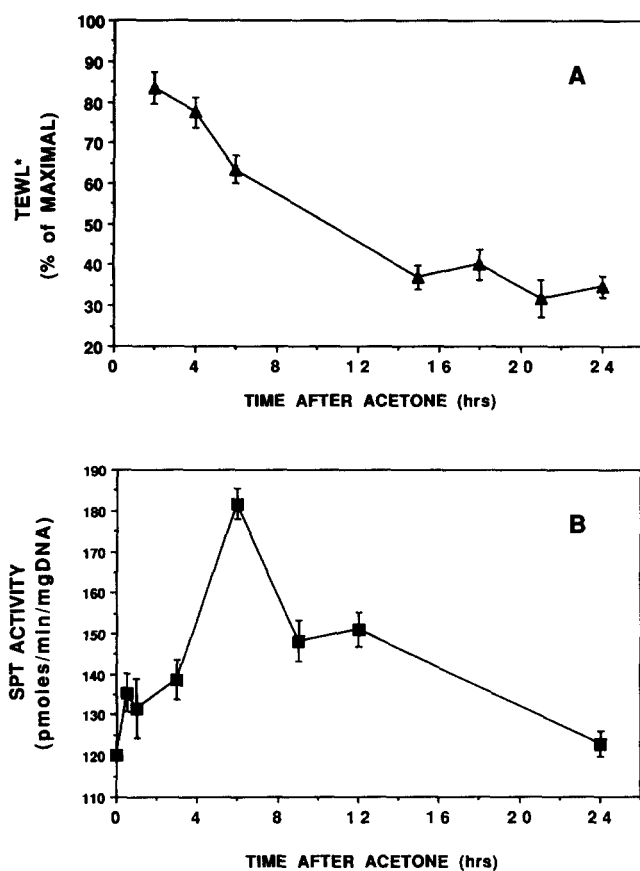 A
TEWL*
(% of MAXIMAL)
100
90
80
70
60
50
40
30
20
0 4 8 12 16 20 24
TIME AFTER ACETONE (hrs)
B
SPT ACTIVITY
(pmoles/min/mgDNA)
190
180
170
160
150
140
130
120
110
0 4 8 12 16 20 24
TIME AFTER ACETONE (hrs)